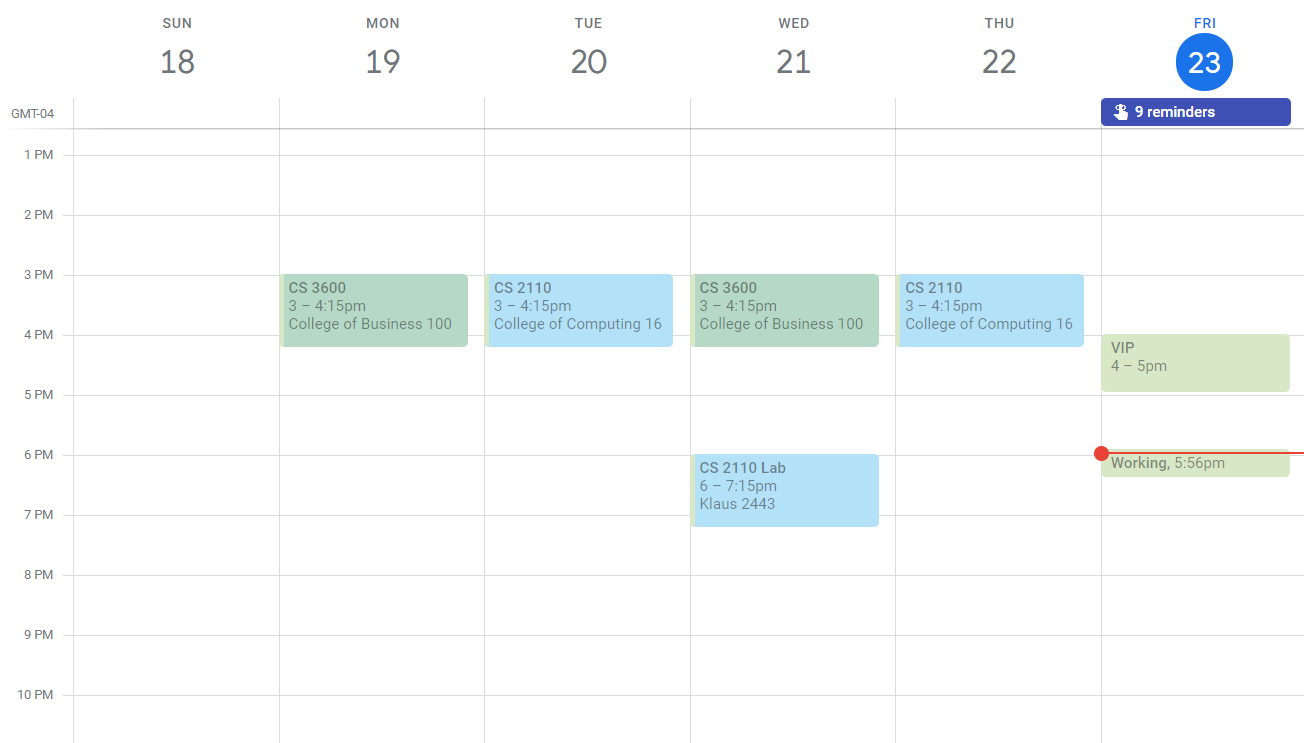 SUN MON TUE WED THU FRI
18 19 20 21 22 23
GMT-04
9 reminders
1 PM
2 PM
3 PM
4 PM
5 PM
6 PM
7 PM
8 PM
9 PM
10 PM
CS 3600
3 – 4:15pm
College of Business 100
CS 2110
3 – 4:15pm
College of Computing 16
CS 3600
3 – 4:15pm
College of Business 100
CS 2110 Lab
6 – 7:15pm
Klaus 2443
CS 2110
3 – 4:15pm
College of Computing 16
VIP
4 – 5pm
Working, 5:56pm